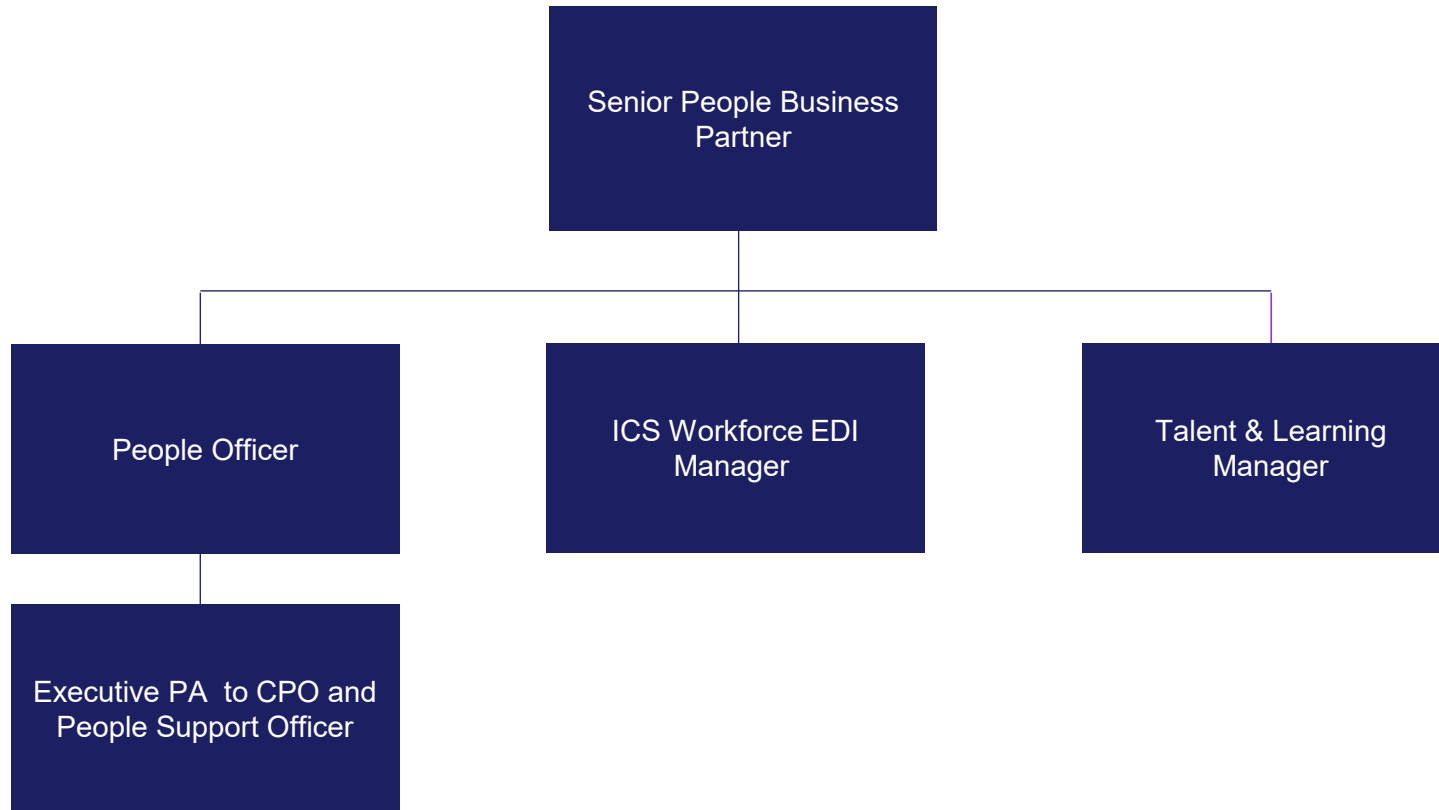 Senior People Business
Partner
People Officer
ICS Workforce EDI
Manager
Talent & Learning
Manager
Executive PA  to CPO and
People Support Officer